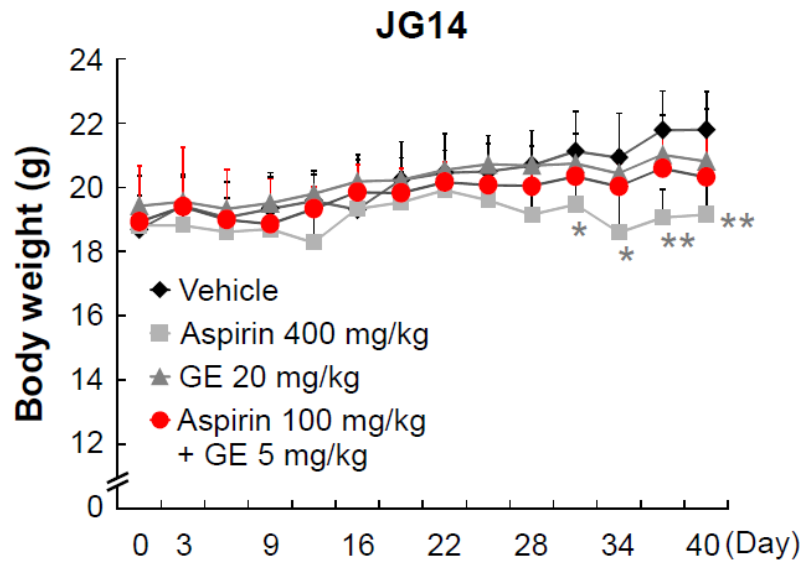 JG14
Body weight (g)
24
22
20
18
16
14
12
0
Vehicle
Aspirin 400 mg/kg
GE 20 mg/kg
Aspirin 100 mg/kg
+ GE 5 mg/kg
*
*
**
**
0 3 9 16 22 28 34 40 (Day)